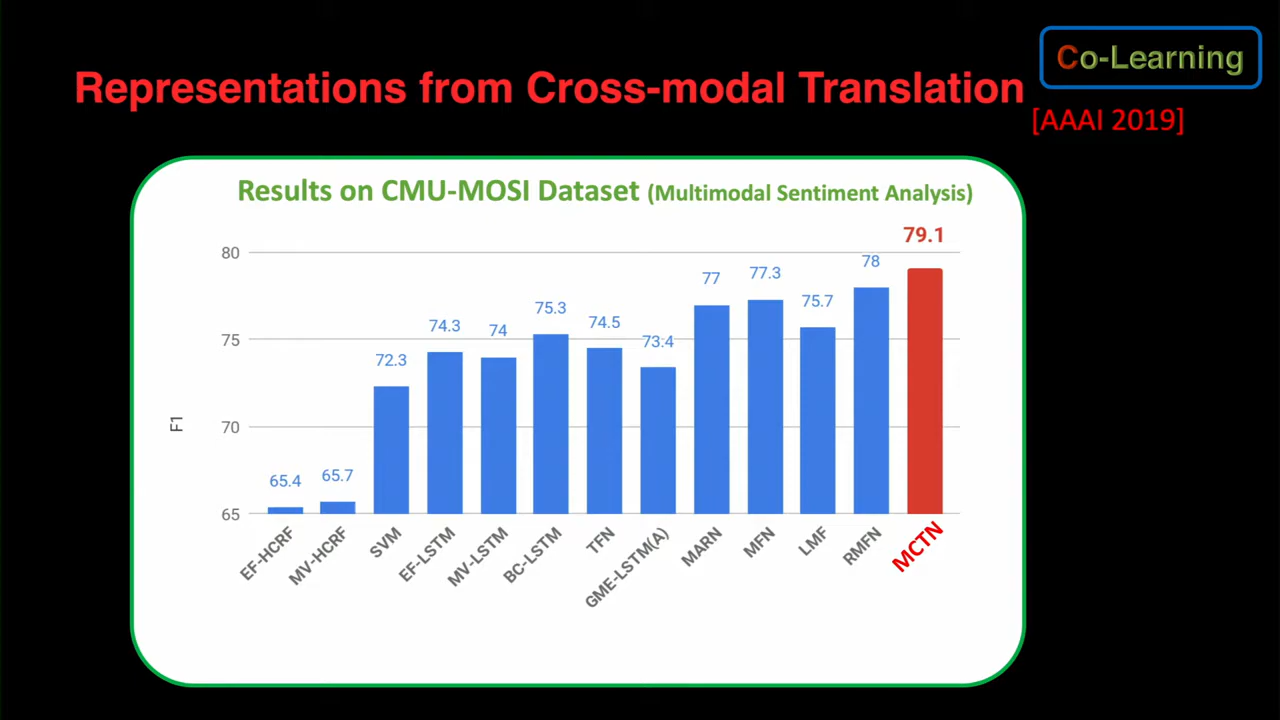 Co-Learning
Representations from Cross-modal Translation
[AAAI 2019]
Results on CMU-MOSI Dataset (Multimodal Sentiment Analysis)
79.1
80
78
77.3
77
75.7
75.3
74.5
74.3
74
73.4
75
72.3
F1
70
65.7
65.4
65
EF-HCRF
MV-HCRF
SVM
EF-LSTM
MV-LSTM
BC-LSTM
TFN
GME-LSTM(A)
MARN
MFN
LMF
RMFN
MCTN